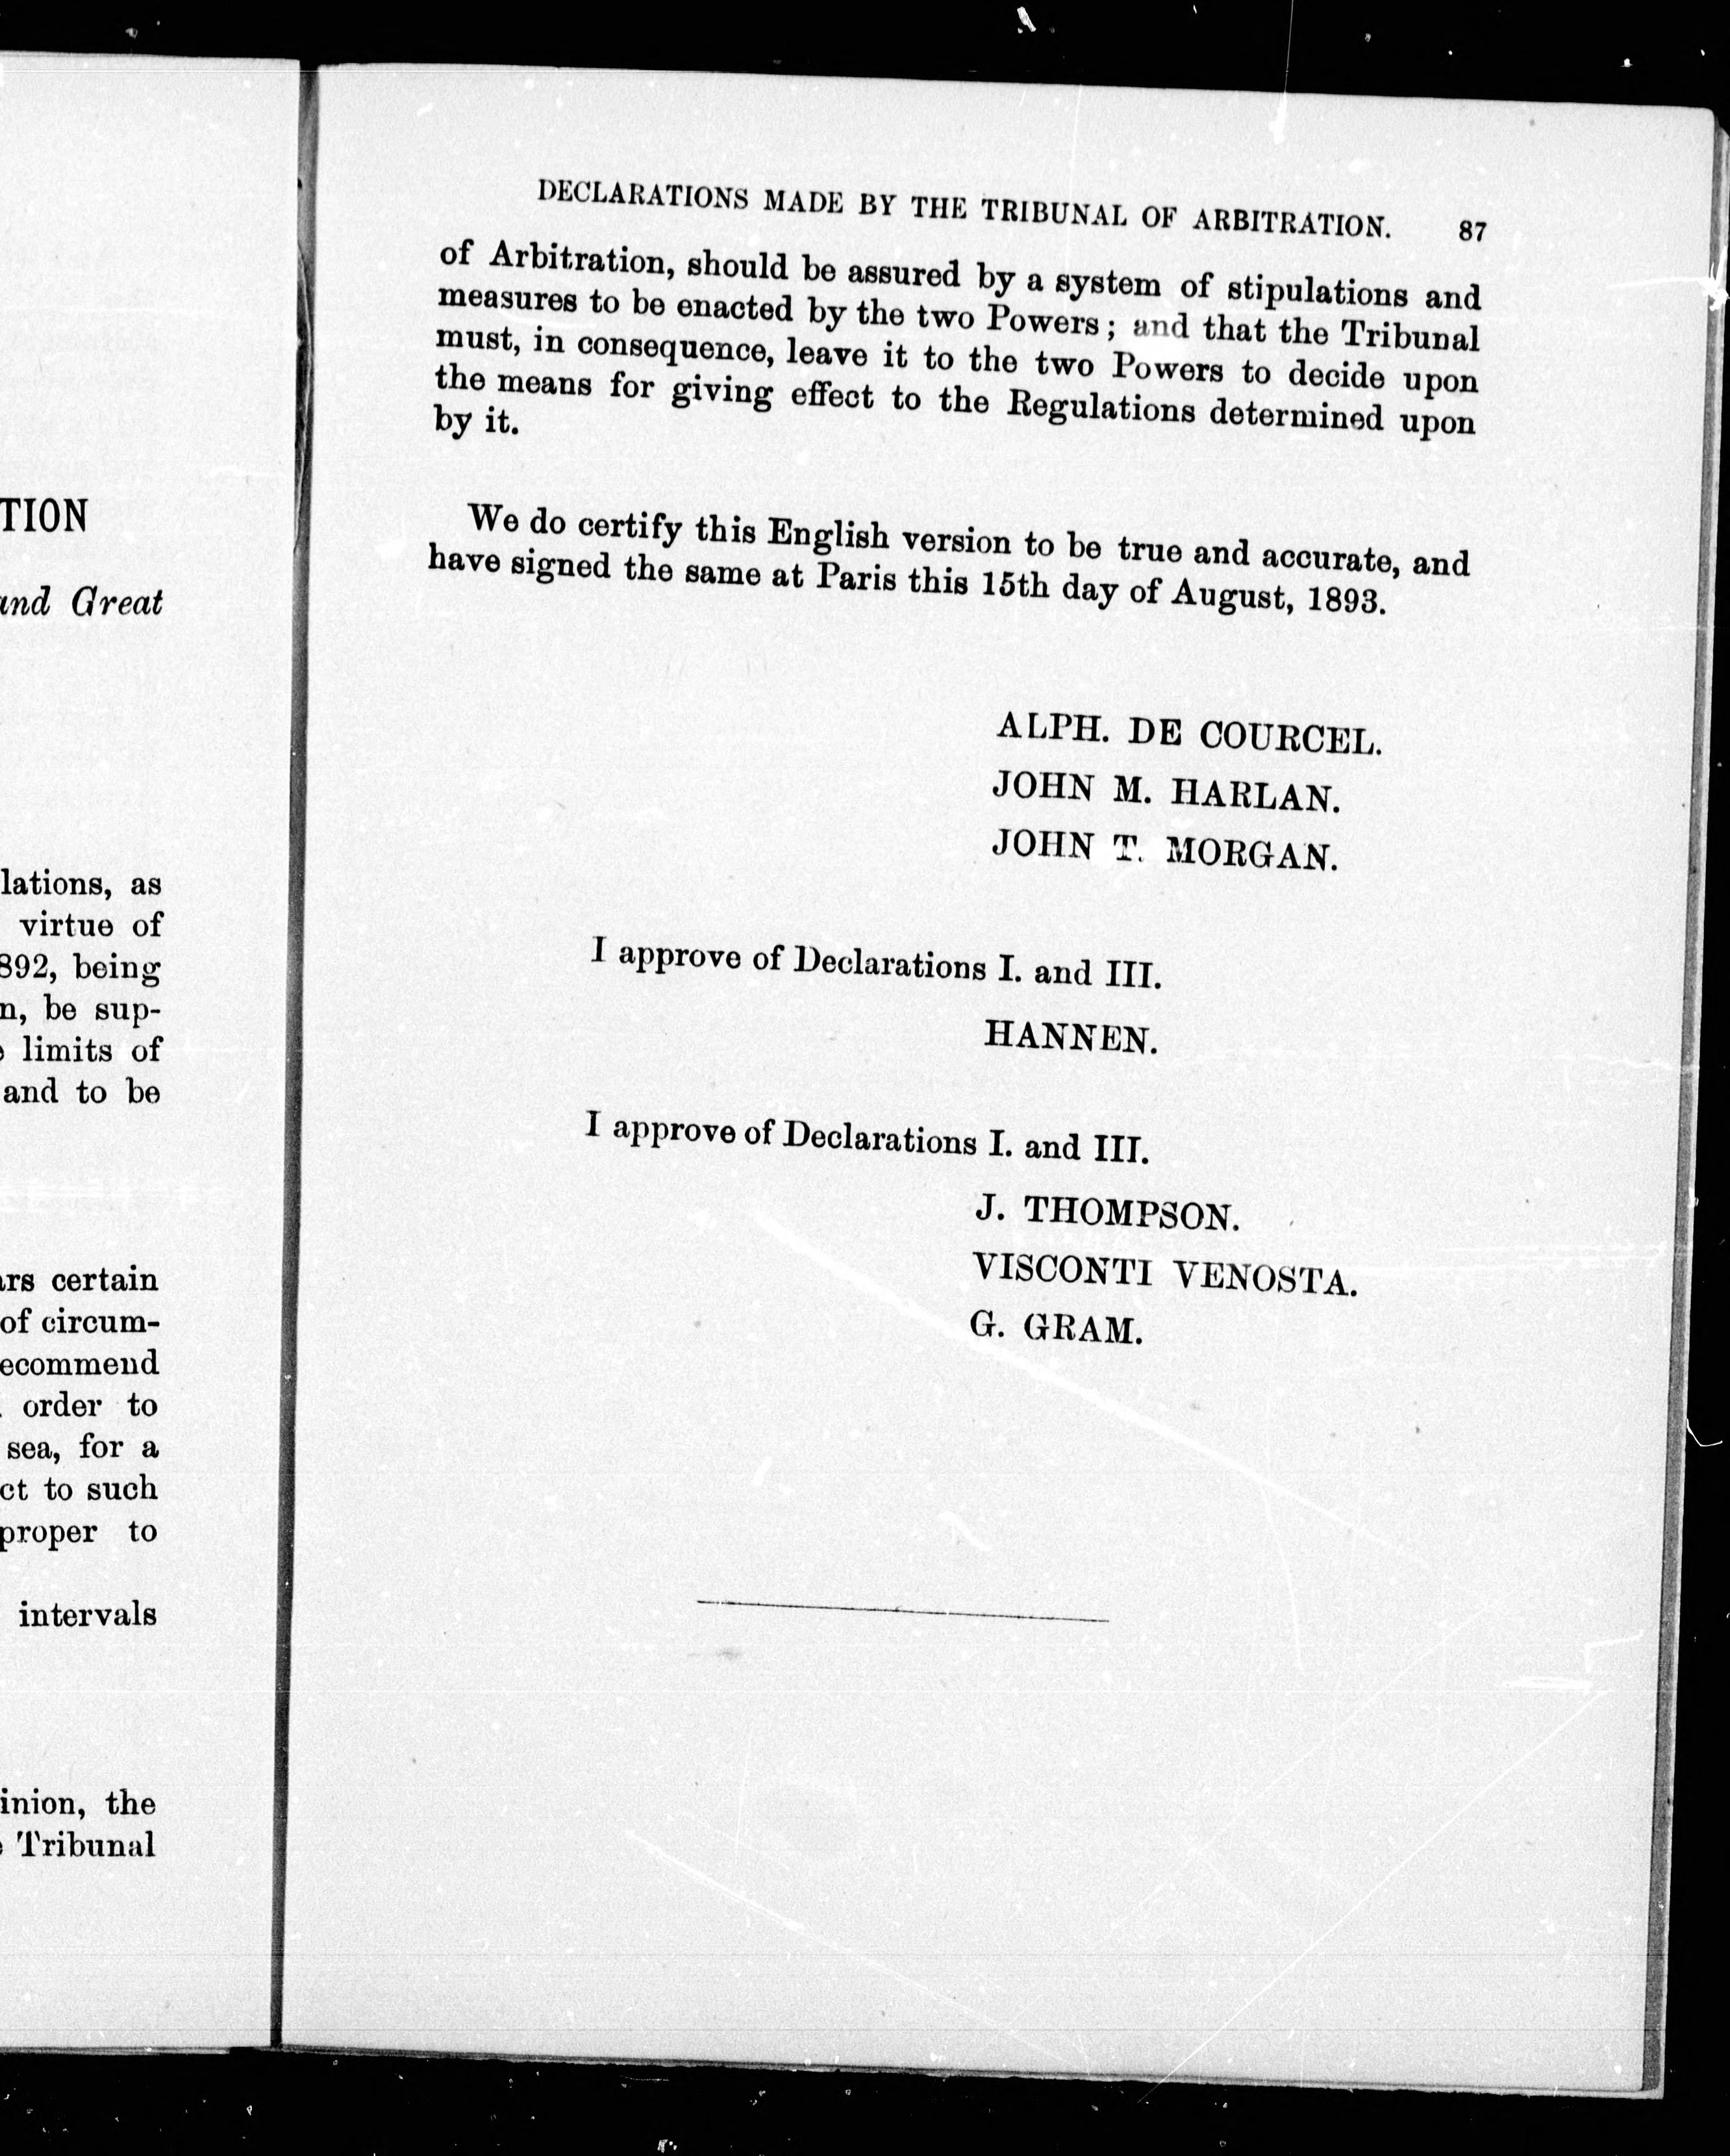 TION
and Great
lations, as
virtue of
892, being
n, be sup-
limits of
and to be
ars certain
of circum-
ecommend
order to
sea, for a
ct to such
proper to
intervals
inion, the
Tribunal
DECLARATIONS MADE BY THE TRIBUNAL OF ARBITRATION. 87
of Arbitration, should be assured by a system of stipulations and
measures to be enacted by the two Powers; and that the Tribunal
must, in consequence, leave it to the two Powers to decide upon
the means for giving effect to the Regulations determined upon
by it.
We do certify this English version to be true and accurate, and
have signed the same at Paris this 15th day of August, 1893.
ALPH. DE COURCEL.
JOHN M. HARLAN.
JOHN T. MORGAN.
I approve of Declarations I. and III.
HANNEN.
I approve of Declarations I. and III.
J. THOMPSON.
VISCONTI VENOSTA.
G. GRAM.